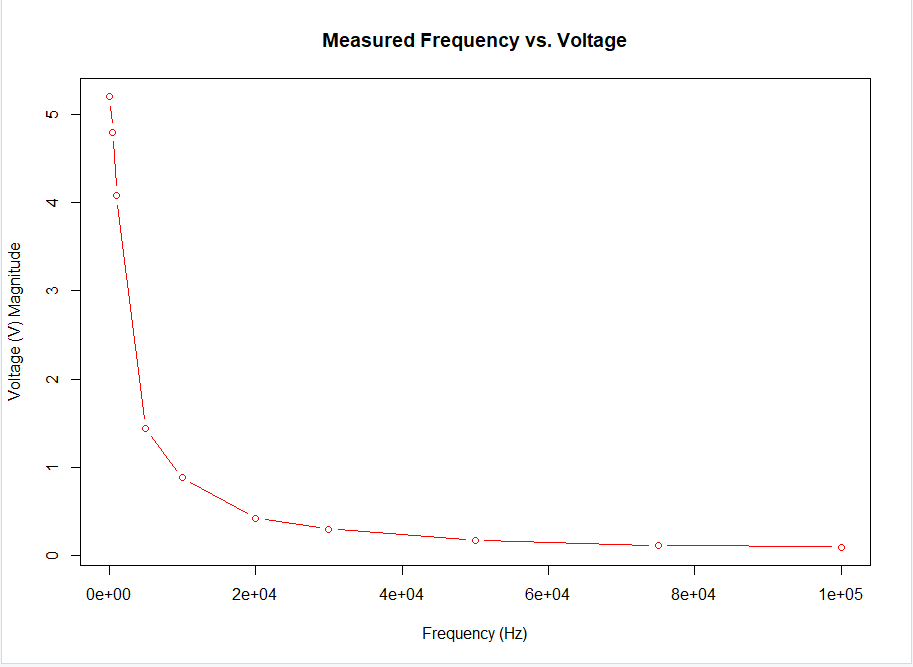 Measured Frequency vs. Voltage
Voltage (V) Magnitude
5
4
3
2
1
0
0e+00 2e+04 4e+04 6e+04 8e+04 1e+05
Frequency (Hz)